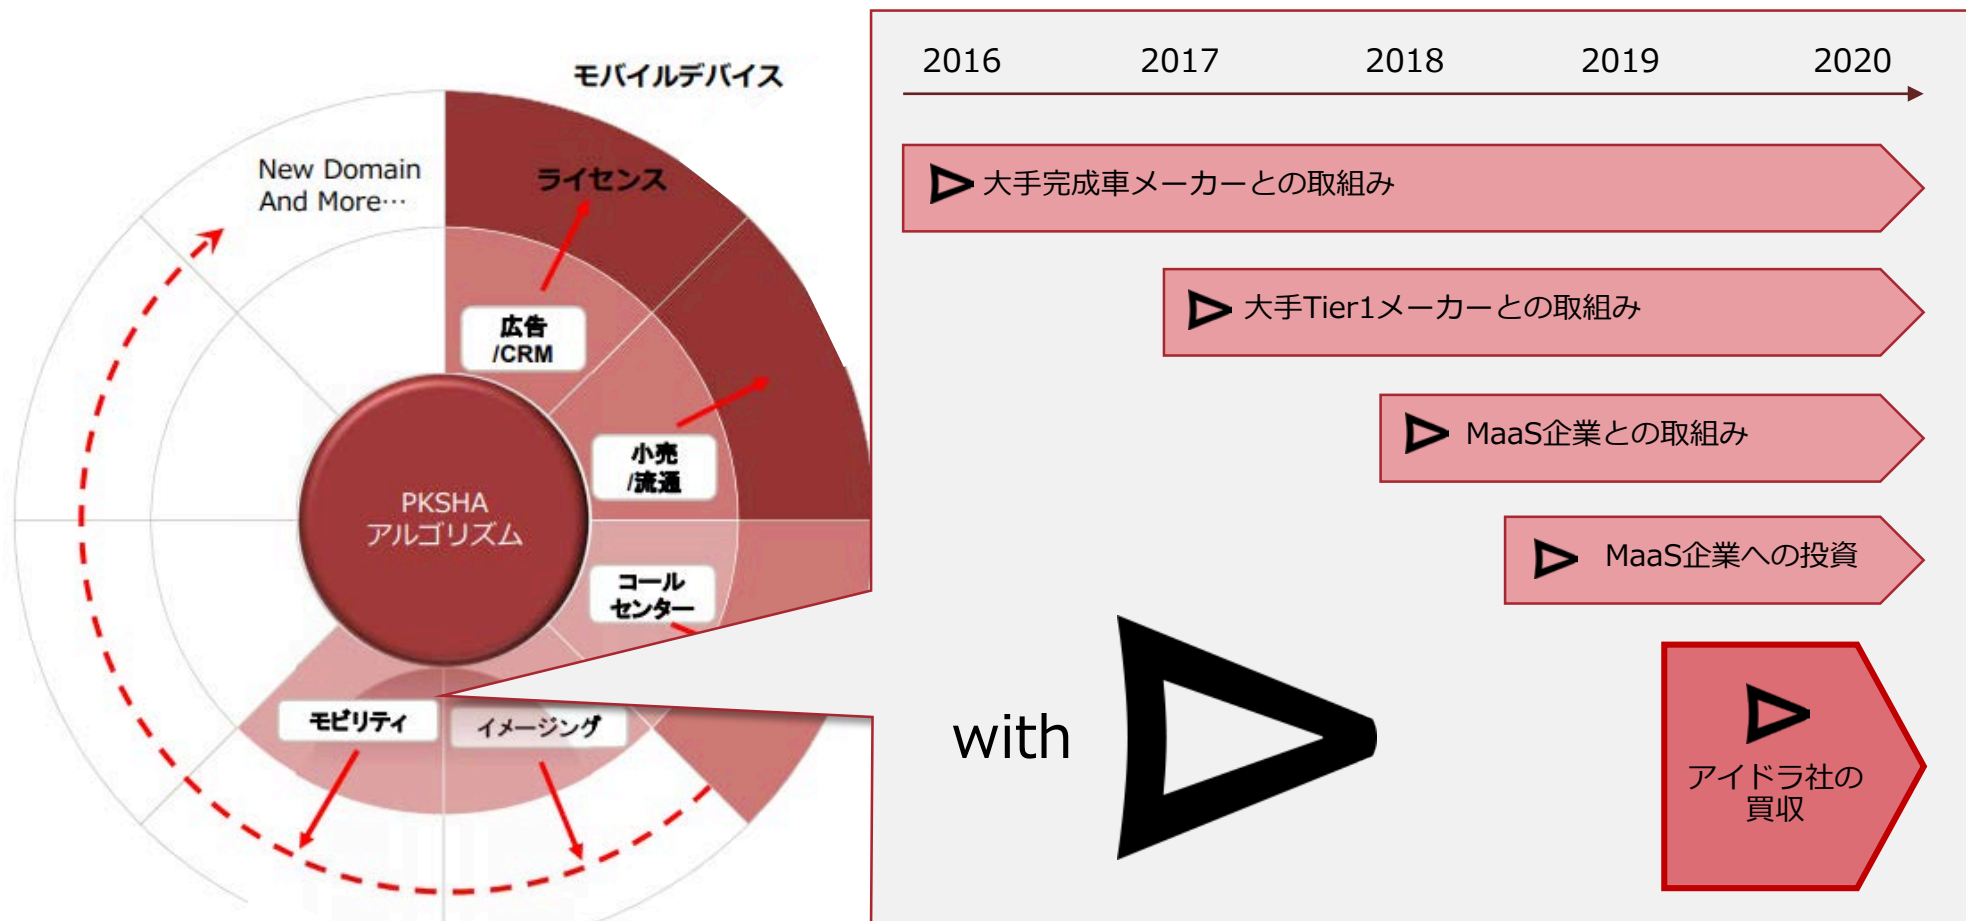 モバイルデバイス
ライセンス
New Domain
And More…
広告
/CRM
小売
/流通
PKSHA
アルゴリズム
コール
センター
モビリティ
イメージング
2016
2017
2018
2019
2020
大手完成車メーカーとの取組み
大手Tier1メーカーとの取組み
MaaS企業との取組み
MaaS企業への投資
with
アイドラ社の
買収